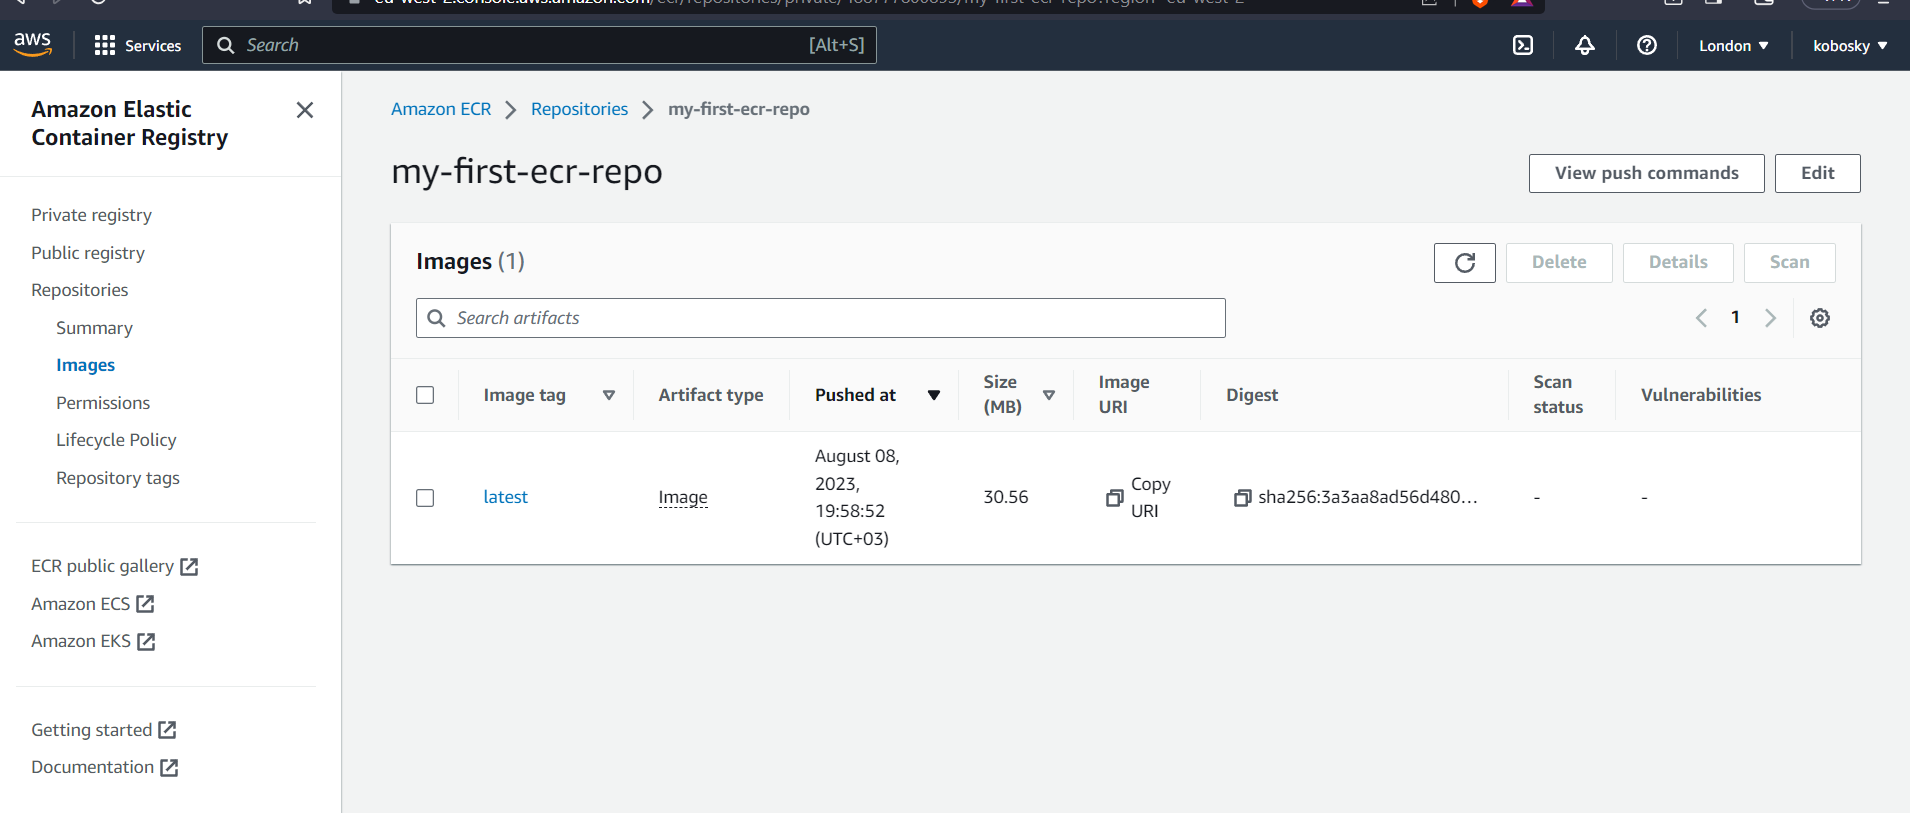 aws
Services
Search
[Alt+S]
London
kobosky
Amazon Elastic
Container Registry
Private registry
Public registry
Repositories
Summary
Images
Permissions
Lifecycle Policy
Repository tags
ECR public gallery
Amazon ECS
Amazon EKS
Getting started
Documentation
Amazon ECR
Repositories
my-first-ecr-repo
my-first-ecr-repo
View push commands
Edit
Images (1)
Delete
Details
Scan
Search artifacts
1
Image tag
Artifact type
Pushed at
Size
(MB)
Image
URI
Digest
Scan
status
Vulnerabilities
latest
Image
August 08,
2023,
19:58:52
(UTC+03)
30.56
Copy
URI
sha256:3a3aa8ad56d480...
-
-